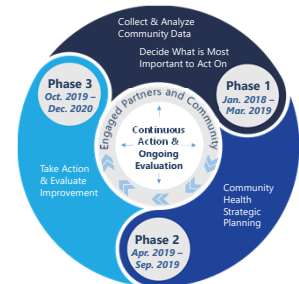 Collect & Analyze
Community Data
Decide What is Most
Important to Act On
Phase 3
Oct. 2019 –
Dec. 2020
Phase 1
Jan. 2018 –
Mar. 2019
Engaged Partners and Community
Continuous
Action &
Ongoing
Evaluation
Take Action
& Evaluate
Improvement
Community
Health
Strategic
Planning
Phase 2
Apr. 2019 –
Sep. 2019